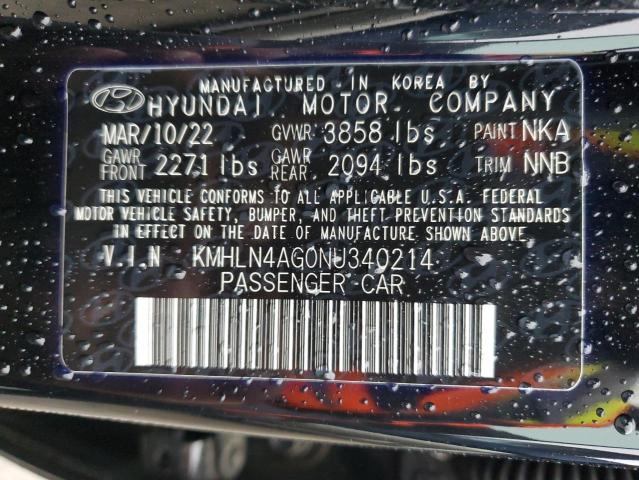 MANUFACTURED IN KOREA BY
HYUNDAI MOTOR COMPANY
MAR/10/22 GVWR 3858 lbs PAINT NKA
GAWR FRONT 2271 lbs GAWR REAR 2094 lbs TRIM NNB
THIS VEHICLE CONFORMS TO ALL APPLICABLE U.S.A. FEDERAL
MOTOR VEHICLE SAFETY, BUMPER, AND THEFT PREVENTION STANDARDS
IN EFFECT ON THE DATE OF MANUFACTURE SHOWN ABOVE.
V.I.N KMHLN4AG0NU340214
PASSENGER CAR